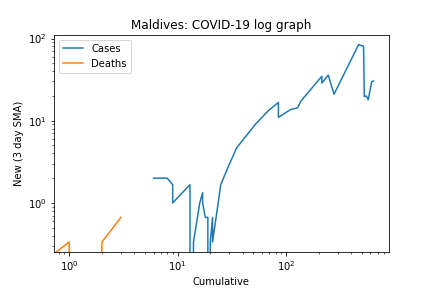 Maldives: COVID-19 log graph
Cases
Deaths
New (3 day SMA)
10²
10¹
10⁰
10⁰ 10¹ 10²
Cumulative